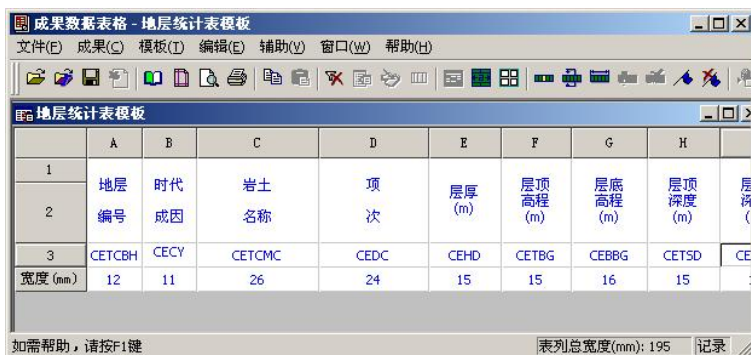 成果数据表格 - 地层统计表模板
文件(F) 成果(C) 模板(T) 编辑(E) 辅助(V) 窗口(W) 帮助(H)
地层统计表模板
A B C D E F G H
1 2
地层编号 时代成因 岩土名称 项次 层厚(m) 层顶高程(m) 层底高程(m) 层顶深度(m)
3 CETCBH CECY CETCMC CEDC CEHD CETBG CEBBG CETSD CE
宽度(mm) 12 11 26 24 15 15 16 15
如需帮助，请按F1键 表列总宽度(mm): 195 记录